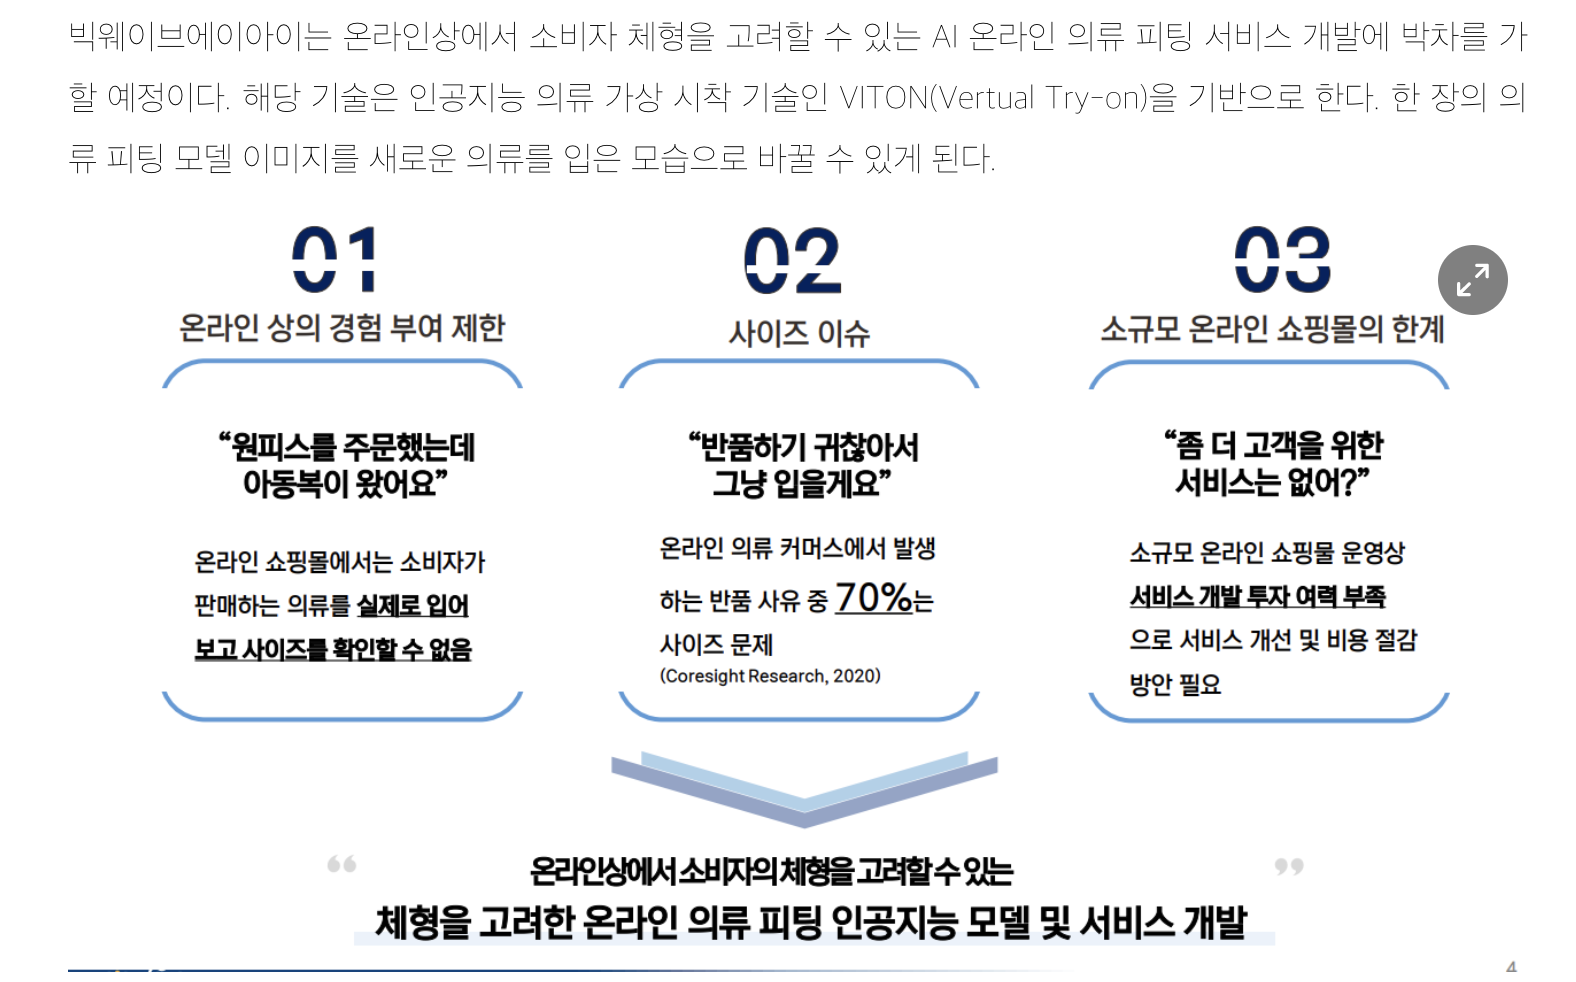 빅웨이브에이아이는 온라인상에서 소비자 체형을 고려할 수 있는 AI 온라인 의류 피팅 서비스 개발에 박차를 가
할 예정이다. 해당 기술은 인공지능 의류 가상 시착 기술인 VITON(Vertual Try-on)을 기반으로 한다. 한 장의 의
류 피팅 모델 이미지를 새로운 의류를 입은 모습으로 바꿀 수 있게 된다.
01
온라인 상의 경험 부여 제한
“원피스를 주문했는데
아동복이 왔어요”
온라인 쇼핑몰에서는 소비자가
판매하는 의류를 실제로 입어
보고 사이즈를 확인할 수 없음
02
사이즈 이슈
“반품하기 귀찮아서
그냥 입을게요”
온라인 의류 커머스에서 발생
하는 반품 사유 중 70%는
사이즈 문제
(Coresight Research, 2020)
03
소규모 온라인 쇼핑몰의 한계
“좀 더 고객을 위한
서비스는 없어?”
소규모 온라인 쇼핑물 운영상
서비스 개발 투자 여력 부족
으로 서비스 개선 및 비용 절감
방안 필요
“ 온라인상에서 소비자의 체형을 고려할 수 있는 ”
체형을 고려한 온라인 의류 피팅 인공지능 모델 및 서비스 개발
4